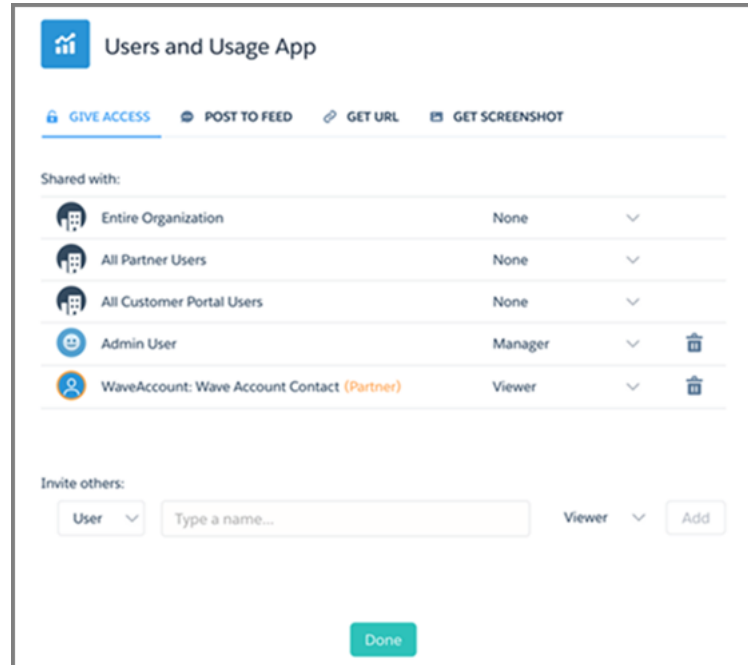 Users and Usage App
GIVE ACCESS POST TO FEED GET URL GET SCREENSHOT
Shared with:
Entire Organization None
All Partner Users None
All Customer Portal Users None
Admin User Manager
WaveAccount: Wave Account Contact (Partner) Viewer
Invite others:
User Type a name... Viewer Add
Done